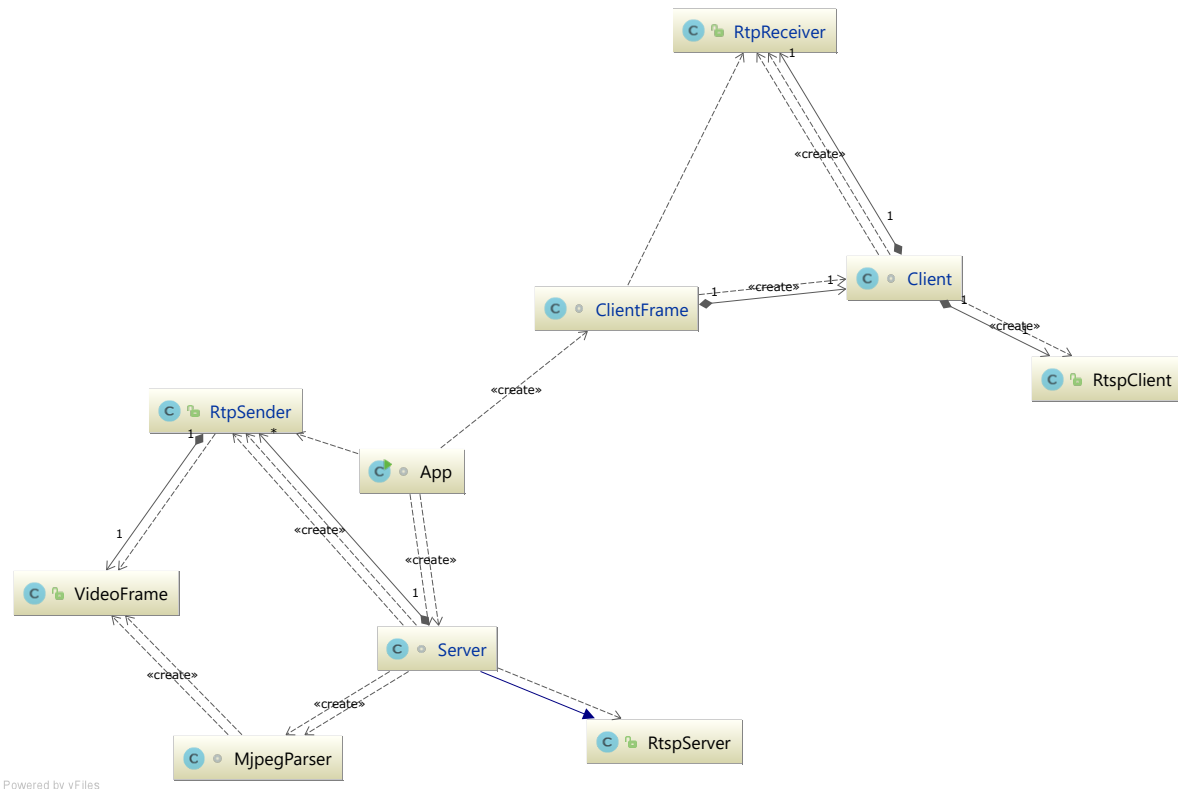 C RtpReceiver
1
«create»
1
C Client
1 «create» 1
1
C ClientFrame
«create»
1
C RtspClient
«create»
C RtpSender
1 *
C App
«create»
1
«create»
C VideoFrame
1
C Server
«create»
«create»
C RtspServer
C MjpegParser
Powered by yFiles